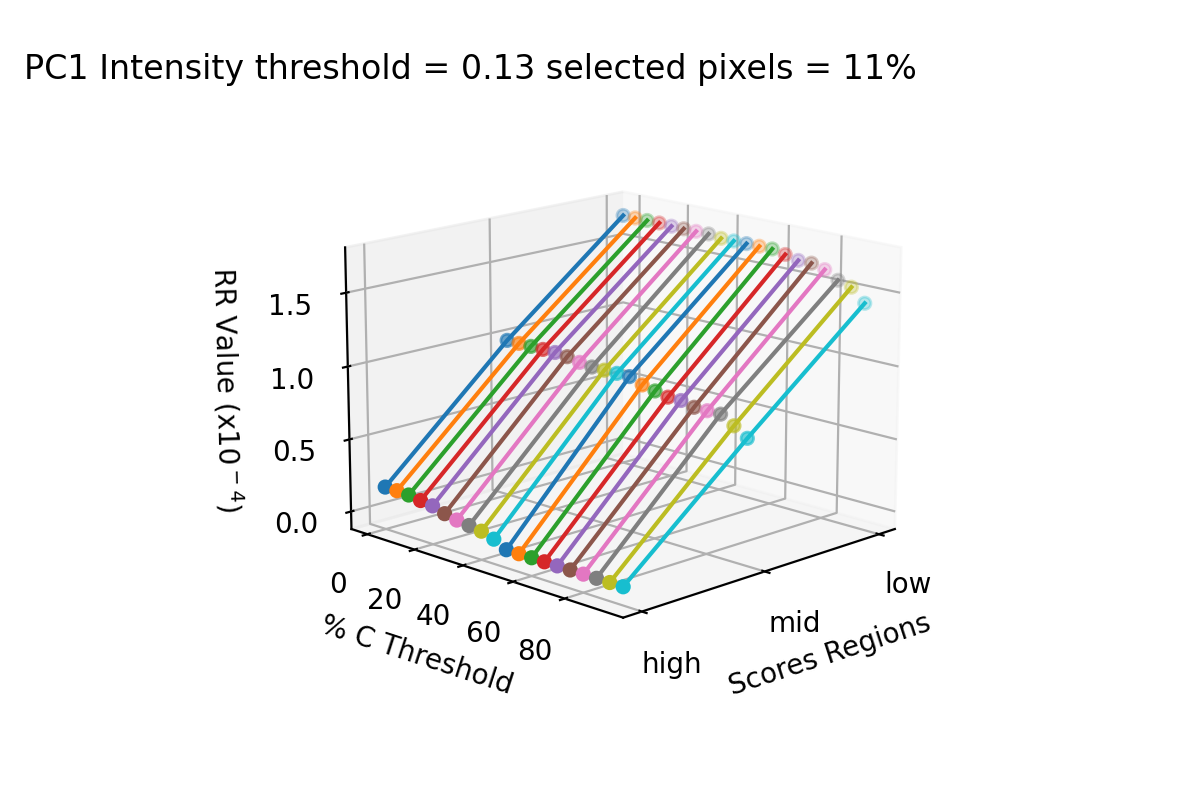 PC1 Intensity threshold = 0.13 selected pixels = 11%
RR Value (x10⁻⁴)
1.5
1.0
0.5
0.0
0
20
40
60
80
% C Threshold
high
mid
low
Scores Regions